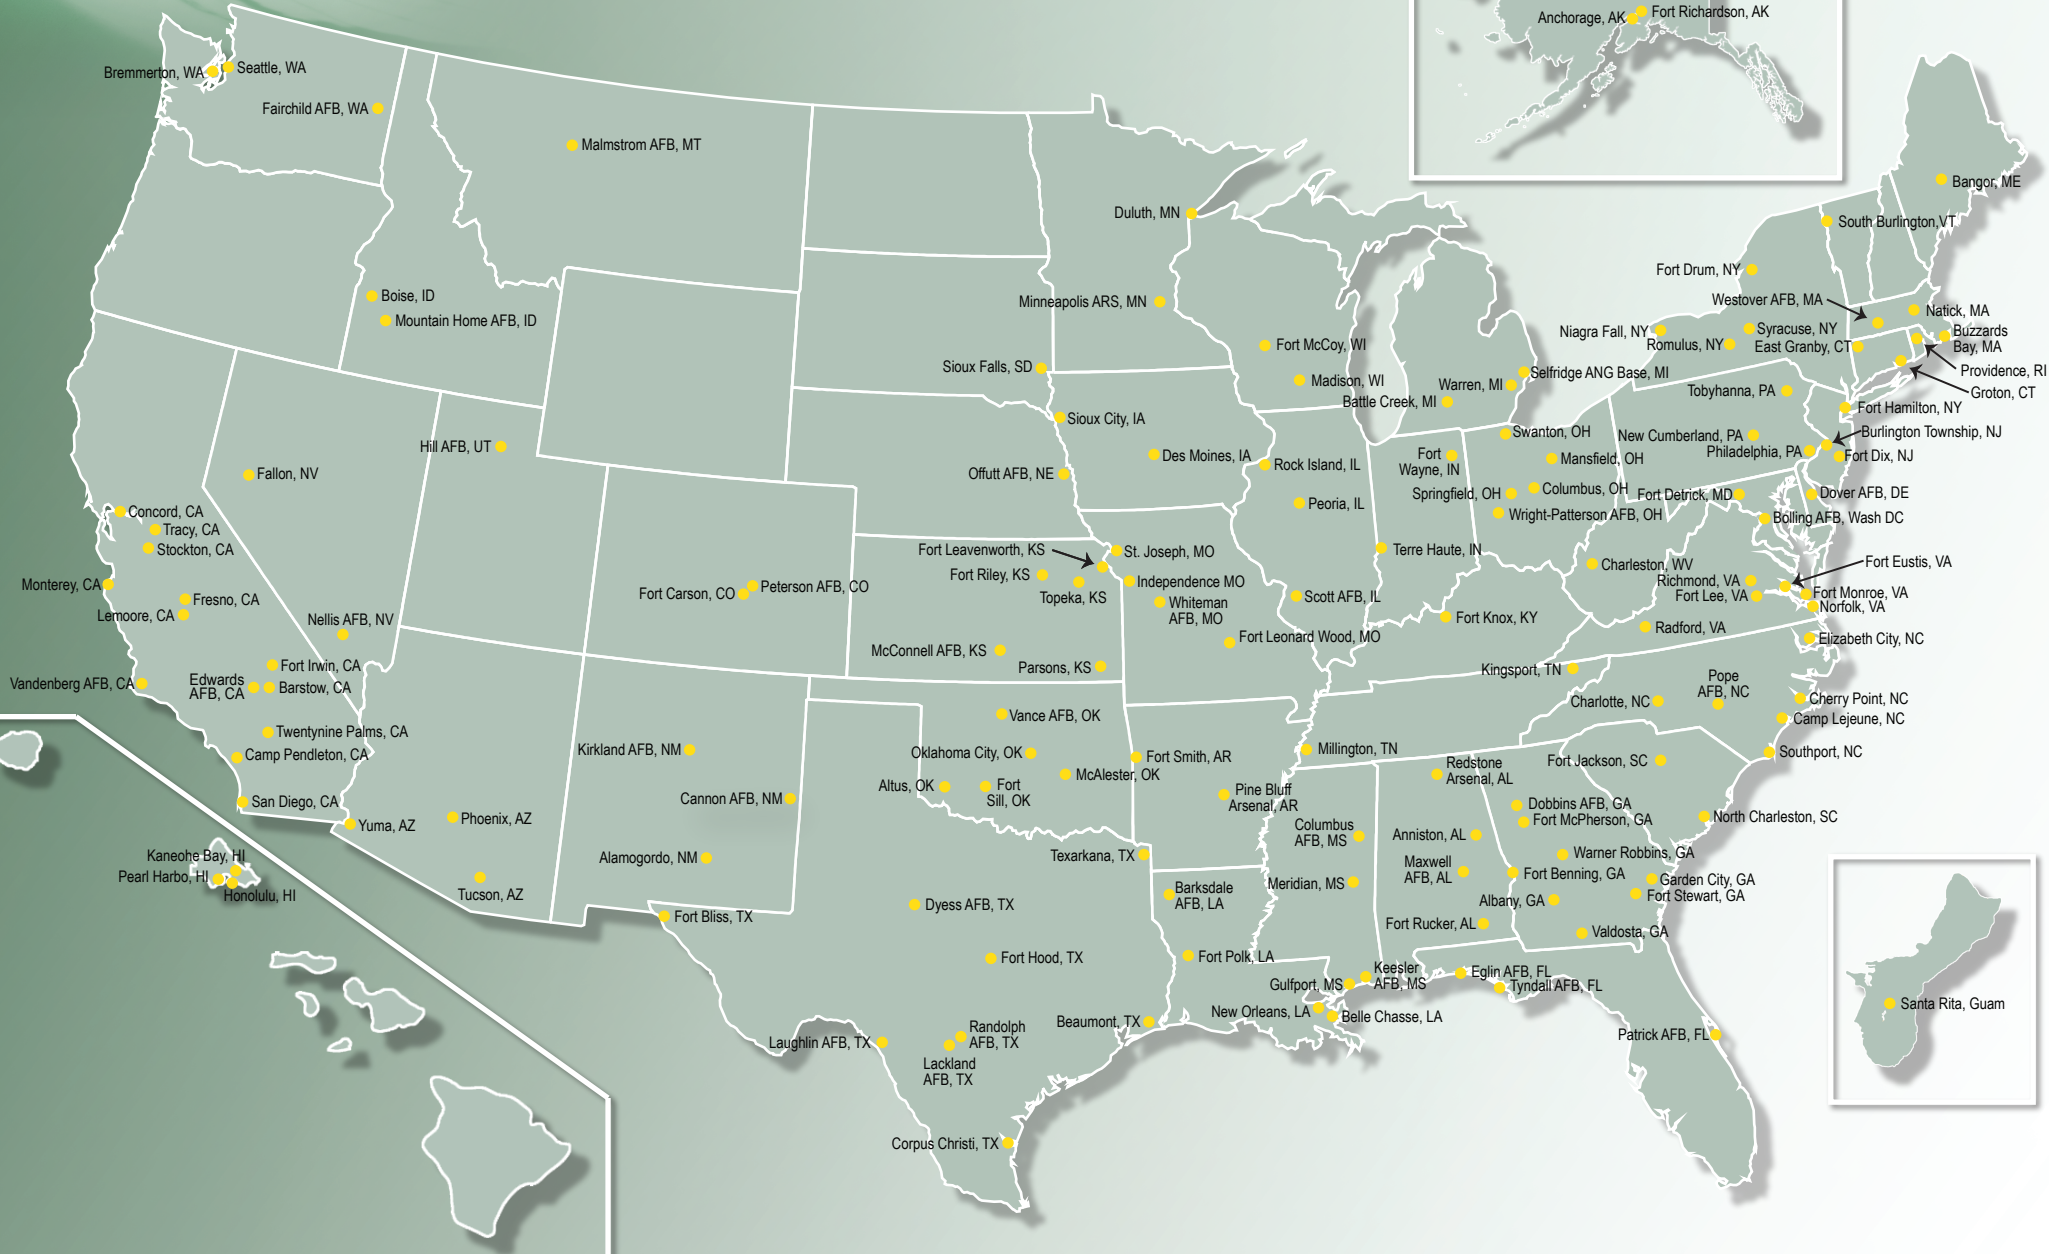 Anchorage, AK
Fort Richardson, AK
Bremmerton, WA
Seattle, WA
Fairchild AFB, WA
Malmstrom AFB, MT
Bangor, ME
Duluth, MN
South Burlington,VT
Fort Drum, NY
Boise, ID
Mountain Home AFB, ID
Minneapolis ARS, MN
Westover AFB, MA
Natick, MA
Niagra Fall, NY
Syracuse, NY
Buzzards
Bay, MA
Romulus, NY
East Granby, CT
Fort McCoy, WI
Sioux Falls, SD
Madison, WI
Selfridge ANG Base, MI
Warren, MI
Providence, RI
Groton, CT
Tobyhanna, PA
Battle Creek, MI
Fort Hamilton, NY
Sioux City, IA
Swanton, OH
New Cumberland, PA
Burlington Township, NJ
Hill AFB, UT
Des Moines, IA
Rock Island, IL
Fort
Wayne, IN
Mansfield, OH
Philadelphia, PA
Fort Dix, NJ
Fallon, NV
Offutt AFB, NE
Springfield, OH
Columbus, OH
Fort Detrick, MD
Dover AFB, DE
Peoria, IL
Wright-Patterson AFB, OH
Bolling AFB, Wash DC
Concord, CA
Tracy, CA
Stockton, CA
Fort Leavenworth, KS
St. Joseph, MO
Terre Haute, IN
Charleston, WV
Fort Eustis, VA
Monterey, CA
Fort Riley, KS
Independence MO
Richmond, VA
Fort Carson, CO
Peterson AFB, CO
Topeka, KS
Fort Lee, VA
Fort Monroe, VA
Fresno, CA
Whiteman
AFB, MO
Scott AFB, IL
Norfolk, VA
Lemoore, CA
Nellis AFB, NV
Fort Knox, KY
Radford, VA
Fort Leonard Wood, MO
Elizabeth City, NC
McConnell AFB, KS
Parsons, KS
Kingsport, TN
Fort Irwin, CA
Vandenberg AFB, CA
Edwards
AFB, CA
Barstow, CA
Pope
AFB, NC
Charlotte, NC
Cherry Point, NC
Camp Lejeune, NC
Vance AFB, OK
Twentynine Palms, CA
Camp Pendleton, CA
Kirkland AFB, NM
Oklahoma City, OK
Fort Smith, AR
Millington, TN
Southport, NC
McAlester, OK
Redstone
Arsenal, AL
Fort Jackson, SC
Altus, OK
Fort
Sill, OK
Pine Bluff
Arsenal, AR
San Diego, CA
Cannon AFB, NM
Dobbins AFB, GA
Fort McPherson, GA
North Charleston, SC
Yuma, AZ
Phoenix, AZ
Columbus
AFB, MS
Anniston, AL
Kaneohe Bay, HI
Pearl Harbo, HI
Honolulu, HI
Alamogordo, NM
Texarkana, TX
Warner Robbins, GA
Maxwell
AFB, AL
Fort Benning, GA
Garden City, GA
Fort Stewart, GA
Tucson, AZ
Barksdale
AFB, LA
Meridian, MS
Albany, GA
Dyess AFB, TX
Fort Bliss, TX
Fort Rucker, AL
Valdosta, GA
Fort Hood, TX
Fort Polk, LA
Keesler
AFB, MS
Gulfport, MS
Eglin AFB, FL
Tyndall AFB, FL
Santa Rita, Guam
New Orleans, LA
Belle Chasse, LA
Beaumont, TX
Randolph
AFB, TX
Laughlin AFB, TX
Patrick AFB, FL
Lackland
AFB, TX
Corpus Christi, TX